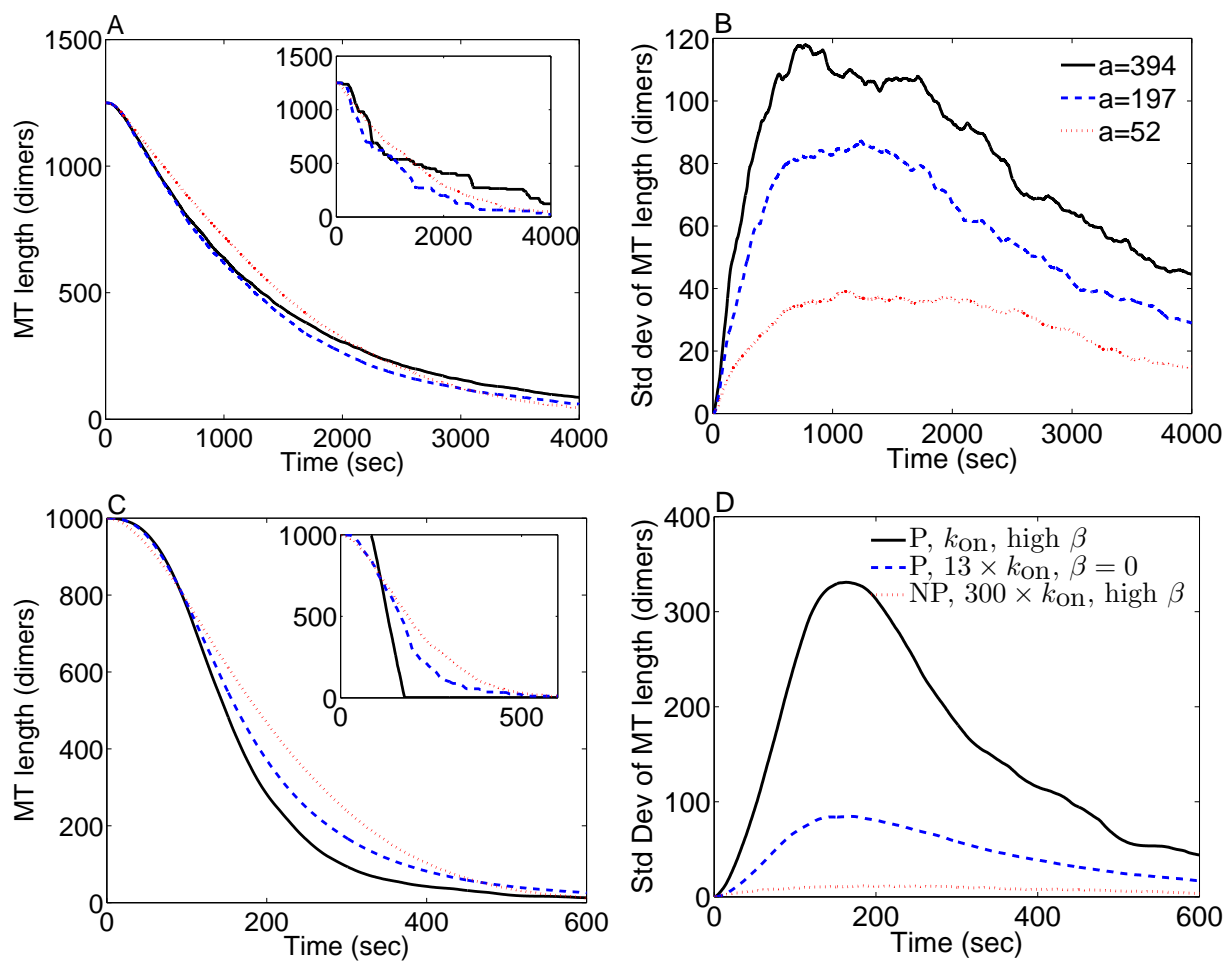 A
MT length (dimers)
1500
1000
500
0
0 1000 2000 3000 4000
Time (sec)
1500
1000
500
0
0 2000 4000
B
Std dev of MT length (dimers)
120
100
80
60
40
20
0
0 1000 2000 3000 4000
Time (sec)
a=394
a=197
a=52
C
MT length (dimers)
1000
800
600
400
200
0
0 200 400 600
Time (sec)
1000
500
0
0 500
D
Std Dev of MT length (dimers)
400
300
200
100
0
0 200 400 600
Time (sec)
P, k_on, high β
P, 13 × k_on, β = 0
NP, 300 × k_on, high β